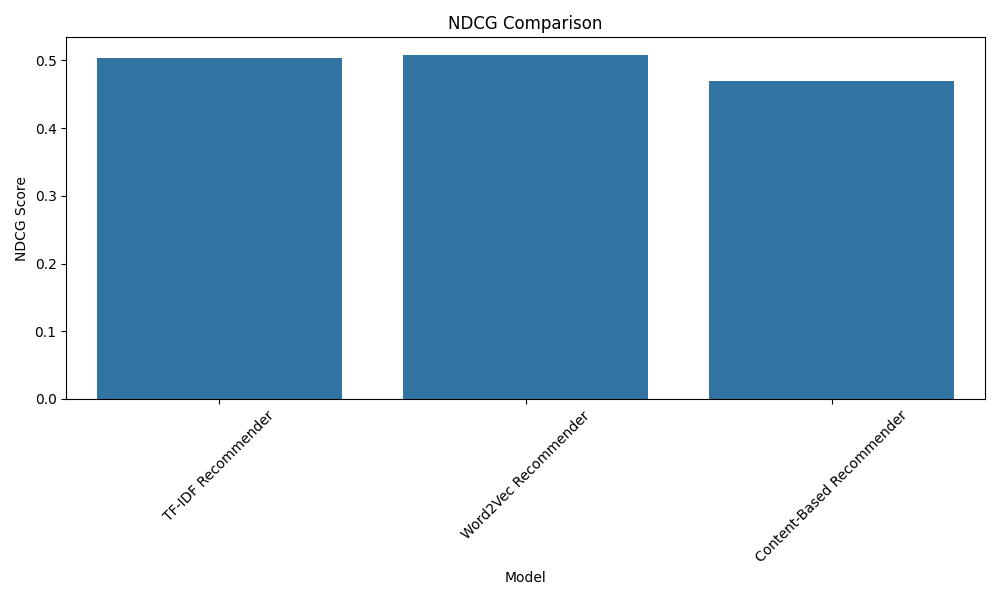 NDCG Comparison
NDCG Score
0.5
0.4
0.3
0.2
0.1
0.0
TF-IDF Recommender
Word2Vec Recommender
Content-Based Recommender
Model